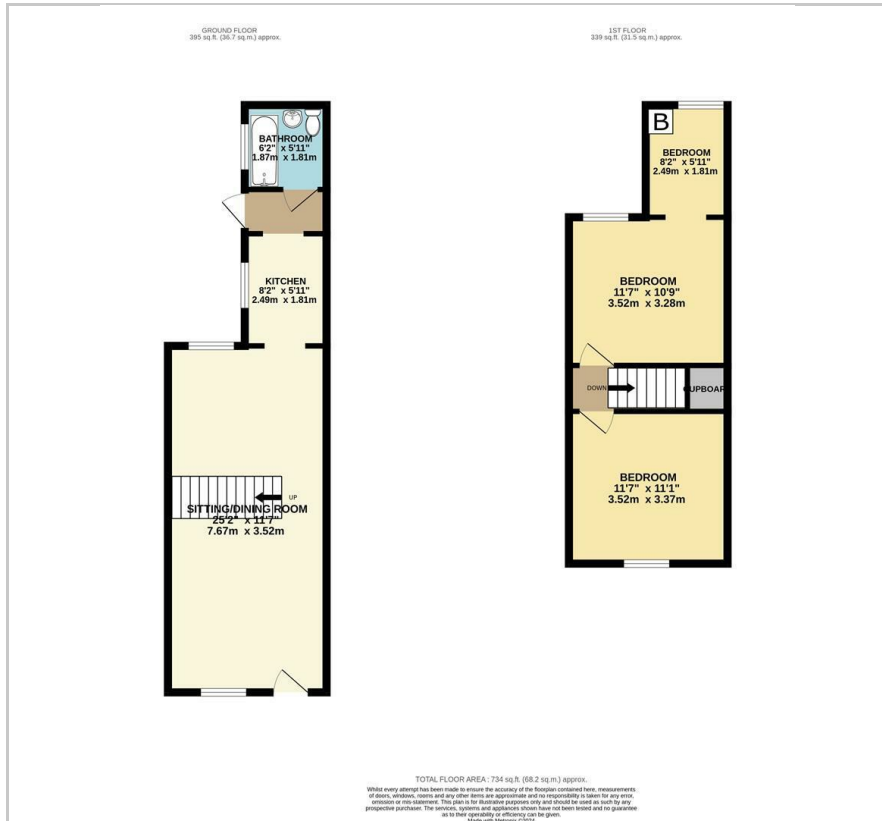 GROUND FLOOR
395 sq.ft. (36.7 sq.m.) approx.
1ST FLOOR
339 sq.ft. (31.5 sq.m.) approx.
BATHROOM
6'2" x 5'11"
1.87m x 1.81m
KITCHEN
8'2" x 5'11"
2.49m x 1.81m
UP
SITTING/DINING ROOM
25'2" x 11'7"
7.67m x 3.52m
B
BEDROOM
8'2" x 5'11"
2.49m x 1.81m
BEDROOM
11'7" x 10'9"
3.52m x 3.28m
DOWN
CUPBOARD
BEDROOM
11'7" x 11'1"
3.52m x 3.37m
TOTAL FLOOR AREA : 734 sq.ft. (68.2 sq.m.) approx.
Whilst every attempt has been made to ensure the accuracy of the floorplan contained here, measurements
of doors, windows, rooms and any other items are approximate and no responsibility is taken for any error,
omission or mis-statement. This plan is for illustrative purposes only and should be used as such by any
prospective purchaser. The services, systems and appliances shown have not been tested and no guarantee
as to their operability or efficiency can be given.
Made with Metropix ©2024